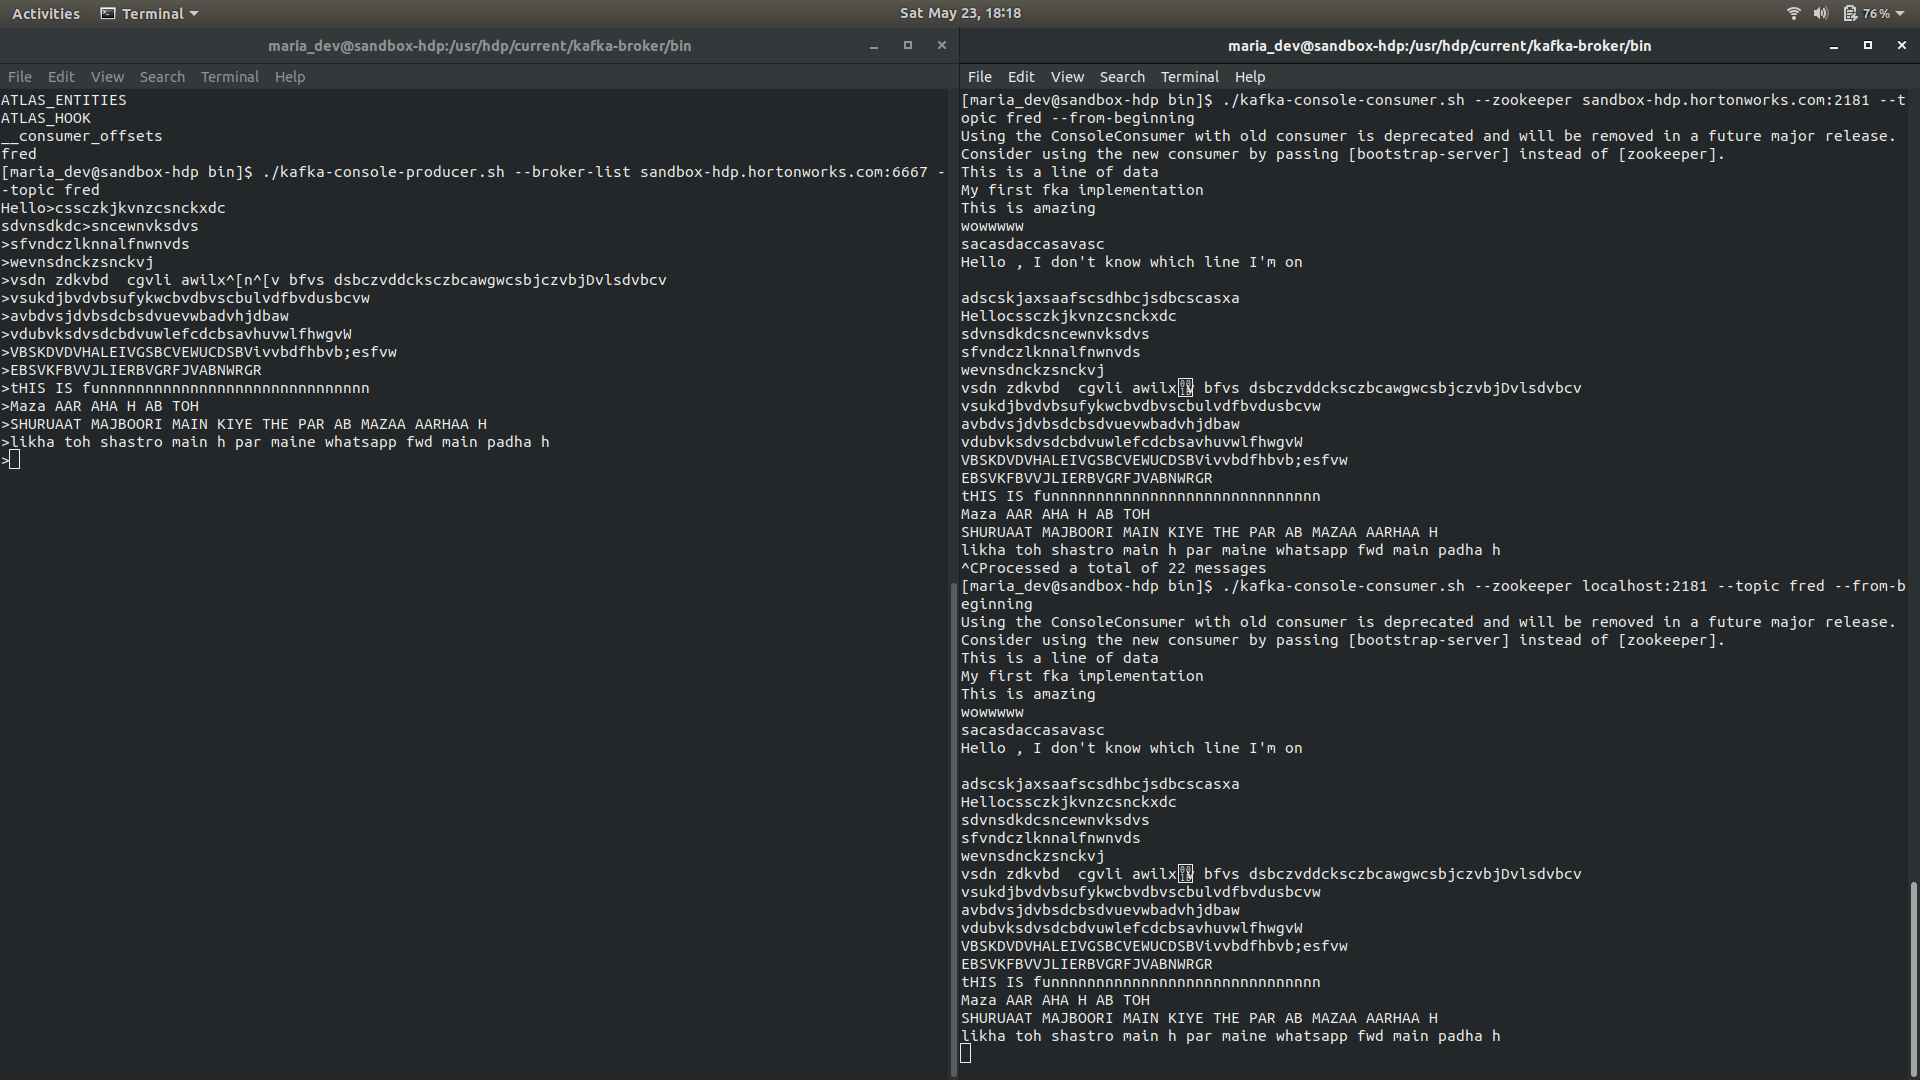 Activities Terminal Sat May 23, 18:18 76%
maria_dev@sandbox-hdp:/usr/hdp/current/kafka-broker/bin
File Edit View Search Terminal Help
ATLAS_ENTITIES
ATLAS_HOOK
__consumer_offsets
fred
[maria_dev@sandbox-hdp bin]$ ./kafka-console-producer.sh --broker-list sandbox-hdp.hortonworks.com:6667 -
-topic fred
Hello>cssczkjkvnzcsnckxdc
sdvnsdkdc>sncewnvksdvs
>sfvndczlknnalfnwnvds
>wevnsdnckzsnckvj
>vsdn zdkvbd  cgvli awilx^[n^[v bfvs dsbczvddcksczbcawgwcsbjczvbjDvlsdvbcv
>vsukdjbvdvbsufykwcbvdbvscbulvdfbvdusbcvw
>avbdvsjdvbsdcbsdvuevwbadvhjdbaw
>vdubvksdvsdcbdvuwlefcdcbsavhuvwlfhwgvW
>VBSKDVDVHALEIVGSBCVEWUCDSBVivvbdfhbvb;esfvw
>EBSVKFBVVJLIERBVGRFJVABNWRGR
>tHIS IS funnnnnnnnnnnnnnnnnnnnnnnnnnnnnn
>Maza AAR AHA H AB TOH
>SHURUAAT MAJBOORI MAIN KIYE THE PAR AB MAZAA AARHAA H
>likha toh shastro main h par maine whatsapp fwd main padha h
>
maria_dev@sandbox-hdp:/usr/hdp/current/kafka-broker/bin
File Edit View Search Terminal Help
[maria_dev@sandbox-hdp bin]$ ./kafka-console-consumer.sh --zookeeper sandbox-hdp.hortonworks.com:2181 --t
opic fred --from-beginning
Using the ConsoleConsumer with old consumer is deprecated and will be removed in a future major release.
Consider using the new consumer by passing [bootstrap-server] instead of [zookeeper].
This is a line of data
My first fka implementation
This is amazing
wowwwww
sacasdaccasavasc
Hello , I don't know which line I'm on
adscskjaxsaafscsdhbcjsdbcscasxa
Hellocssczkjkvnzcsnckxdc
sdvnsdkdcsncewnvksdvs
sfvndczlknnalfnwnvds
wevnsdnckzsnckvj
vsdn zdkvbd  cgvli awilx bfvs dsbczvddcksczbcawgwcsbjczvbjDvlsdvbcv
vsukdjbvdvbsufykwcbvdbvscbulvdfbvdusbcvw
avbdvsjdvbsdcbsdvuevwbadvhjdbaw
vdubvksdvsdcbdvuwlefcdcbsavhuvwlfhwgvW
VBSKDVDVHALEIVGSBCVEWUCDSBVivvbdfhbvb;esfvw
EBSVKFBVVJLIERBVGRFJVABNWRGR
tHIS IS funnnnnnnnnnnnnnnnnnnnnnnnnnnnnn
Maza AAR AHA H AB TOH
SHURUAAT MAJBOORI MAIN KIYE THE PAR AB MAZAA AARHAA H
likha toh shastro main h par maine whatsapp fwd main padha h
^CProcessed a total of 22 messages
[maria_dev@sandbox-hdp bin]$ ./kafka-console-consumer.sh --zookeeper localhost:2181 --topic fred --from-b
eginning
Using the ConsoleConsumer with old consumer is deprecated and will be removed in a future major release.
Consider using the new consumer by passing [bootstrap-server] instead of [zookeeper].
This is a line of data
My first fka implementation
This is amazing
wowwwww
sacasdaccasavasc
Hello , I don't know which line I'm on
adscskjaxsaafscsdhbcjsdbcscasxa
Hellocssczkjkvnzcsnckxdc
sdvnsdkdcsncewnvksdvs
sfvndczlknnalfnwnvds
wevnsdnckzsnckvj
vsdn zdkvbd  cgvli awilx bfvs dsbczvddcksczbcawgwcsbjczvbjDvlsdvbcv
vsukdjbvdvbsufykwcbvdbvscbulvdfbvdusbcvw
avbdvsjdvbsdcbsdvuevwbadvhjdbaw
vdubvksdvsdcbdvuwlefcdcbsavhuvwlfhwgvW
VBSKDVDVHALEIVGSBCVEWUCDSBVivvbdfhbvb;esfvw
EBSVKFBVVJLIERBVGRFJVABNWRGR
tHIS IS funnnnnnnnnnnnnnnnnnnnnnnnnnnnnn
Maza AAR AHA H AB TOH
SHURUAAT MAJBOORI MAIN KIYE THE PAR AB MAZAA AARHAA H
likha toh shastro main h par maine whatsapp fwd main padha h